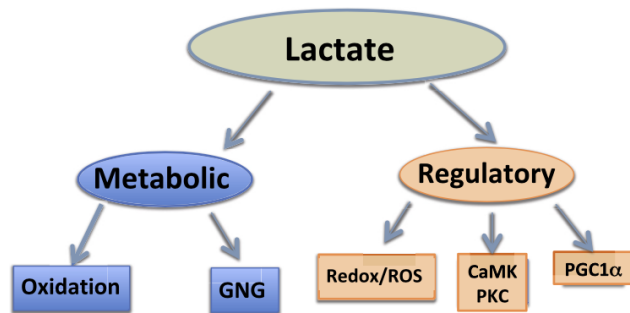 Lactate
Metabolic
Regulatory
Oxidation
GNG
Redox/ROS
CaMK
PKC
PGC1α